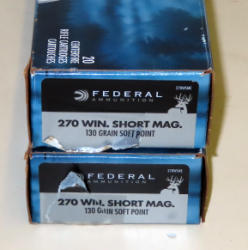 20
CENTERFIRE
RIFLE CARTRIDGES
CARTOUCHES
FEDERAL
AMMUNITION
270 WIN. SHORT MAG.
130 GRAIN SOFT POINT
FEDERAL
AMMUNITION
270 WIN. SHORT MAG.
130 GRAIN SOFT POINT